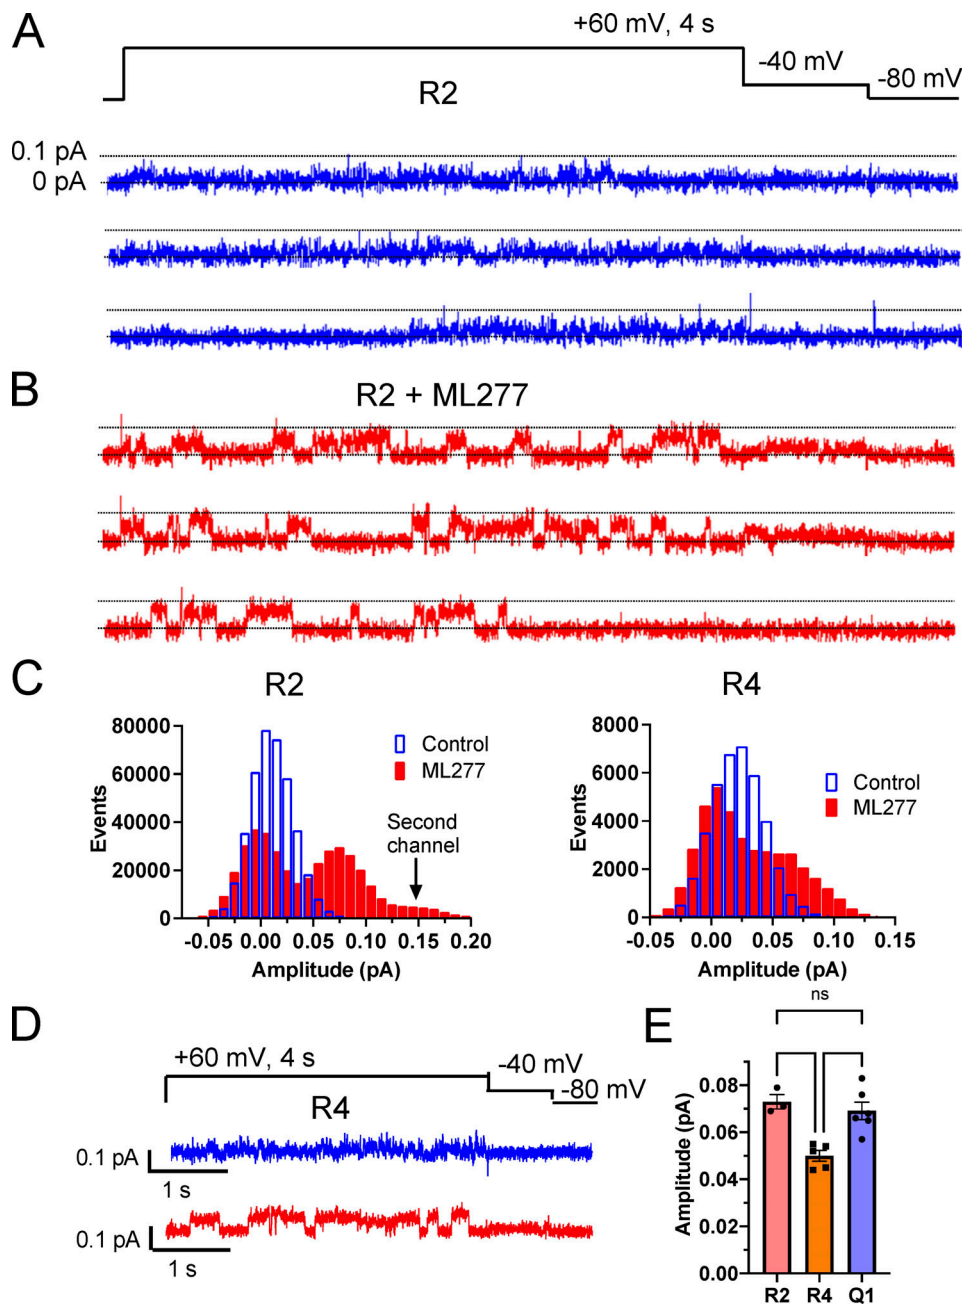 A
+60 mV, 4 s
-40 mV
-80 mV
R2
0.1 pA
0 pA
B
R2 + ML277
C
R2
R4
80000
60000
40000
20000
0
Events
Control
ML277
Second
channel
-0.05 0.00 0.05 0.10 0.15 0.20
Amplitude (pA)
8000
6000
4000
2000
0
Events
Control
ML277
-0.05 0.00 0.05 0.10 0.15
Amplitude (pA)
D
+60 mV, 4 s
-40 mV
-80 mV
R4
0.1 pA
1 s
0.1 pA
1 s
E
ns
0.08
0.06
0.04
0.02
0.00
Amplitude (pA)
R2 R4 Q1